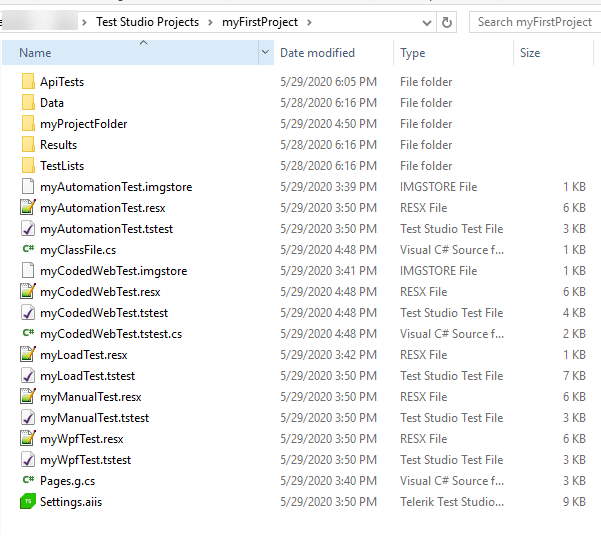 Test Studio Projects > myFirstProject > Search myFirstProject
Name Date modified Type Size
ApiTests 5/29/2020 6:05 PM File folder
Data 5/28/2020 6:16 PM File folder
myProjectFolder 5/29/2020 4:50 PM File folder
Results 5/28/2020 6:16 PM File folder
TestLists 5/28/2020 6:16 PM File folder
myAutomationTest.imgstore 5/29/2020 3:39 PM IMGSTORE File 1 KB
myAutomationTest.resx 5/29/2020 3:50 PM RESX File 6 KB
myAutomationTest.tstest 5/29/2020 3:50 PM Test Studio Test File 3 KB
C# myClassFile.cs 5/29/2020 4:48 PM Visual C# Source f... 1 KB
myCodedWebTest.imgstore 5/29/2020 3:41 PM IMGSTORE File 1 KB
myCodedWebTest.resx 5/29/2020 4:48 PM RESX File 6 KB
myCodedWebTest.tstest 5/29/2020 4:48 PM Test Studio Test File 4 KB
C# myCodedWebTest.tstest.cs 5/29/2020 4:48 PM Visual C# Source f... 2 KB
myLoadTest.resx 5/29/2020 3:42 PM RESX File 1 KB
myLoadTest.tstest 5/29/2020 3:50 PM Test Studio Test File 7 KB
myManualTest.resx 5/29/2020 3:50 PM RESX File 6 KB
myManualTest.tstest 5/29/2020 3:50 PM Test Studio Test File 3 KB
myWpfTest.resx 5/29/2020 3:50 PM RESX File 6 KB
myWpfTest.tstest 5/29/2020 3:50 PM Test Studio Test File 3 KB
C# Pages.g.cs 5/29/2020 3:40 PM Visual C# Source f... 1 KB
TS Settings.aiis 5/29/2020 3:50 PM Telerik Test Studio... 9 KB